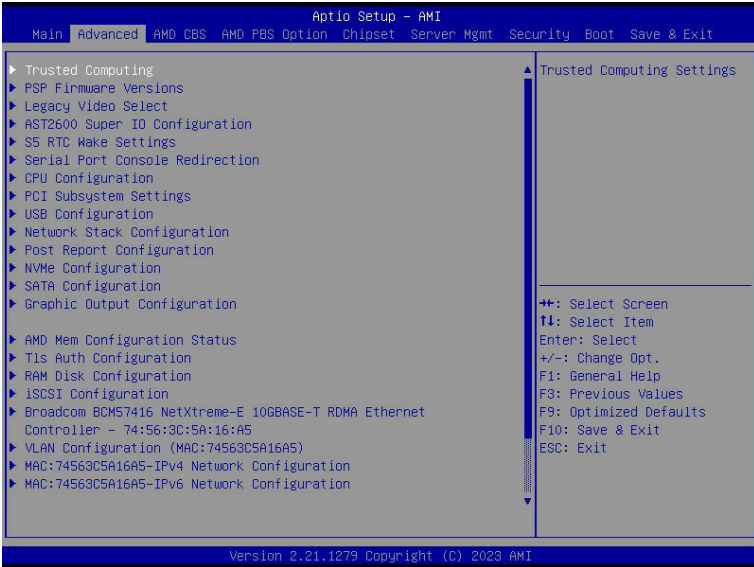 Aptio Setup - AMI
Main Advanced AMD CBS AMD PBS Option Chipset Server Mgmt Security Boot Save & Exit
Trusted Computing
PSP Firmware Versions
Legacy Video Select
AST2600 Super IO Configuration
S5 RTC Wake Settings
Serial Port Console Redirection
CPU Configuration
PCI Subsystem Settings
USB Configuration
Network Stack Configuration
Post Report Configuration
NVMe Configuration
SATA Configuration
Graphic Output Configuration
AMD Mem Configuration Status
Tls Auth Configuration
RAM Disk Configuration
iSCSI Configuration
Broadcom BCM57416 NetXtreme-E 10GBASE-T RDMA Ethernet
Controller - 74:56:3C:5A:16:A5
VLAN Configuration (MAC:74563C5A16A5)
MAC:74563C5A16A5-IPv4 Network Configuration
MAC:74563C5A16A5-IPv6 Network Configuration
Trusted Computing Settings
→←: Select Screen
↑↓: Select Item
Enter: Select
+/-: Change Opt.
F1: General Help
F3: Previous Values
F9: Optimized Defaults
F10: Save & Exit
ESC: Exit
Version 2.21.1279 Copyright (C) 2023 AMI